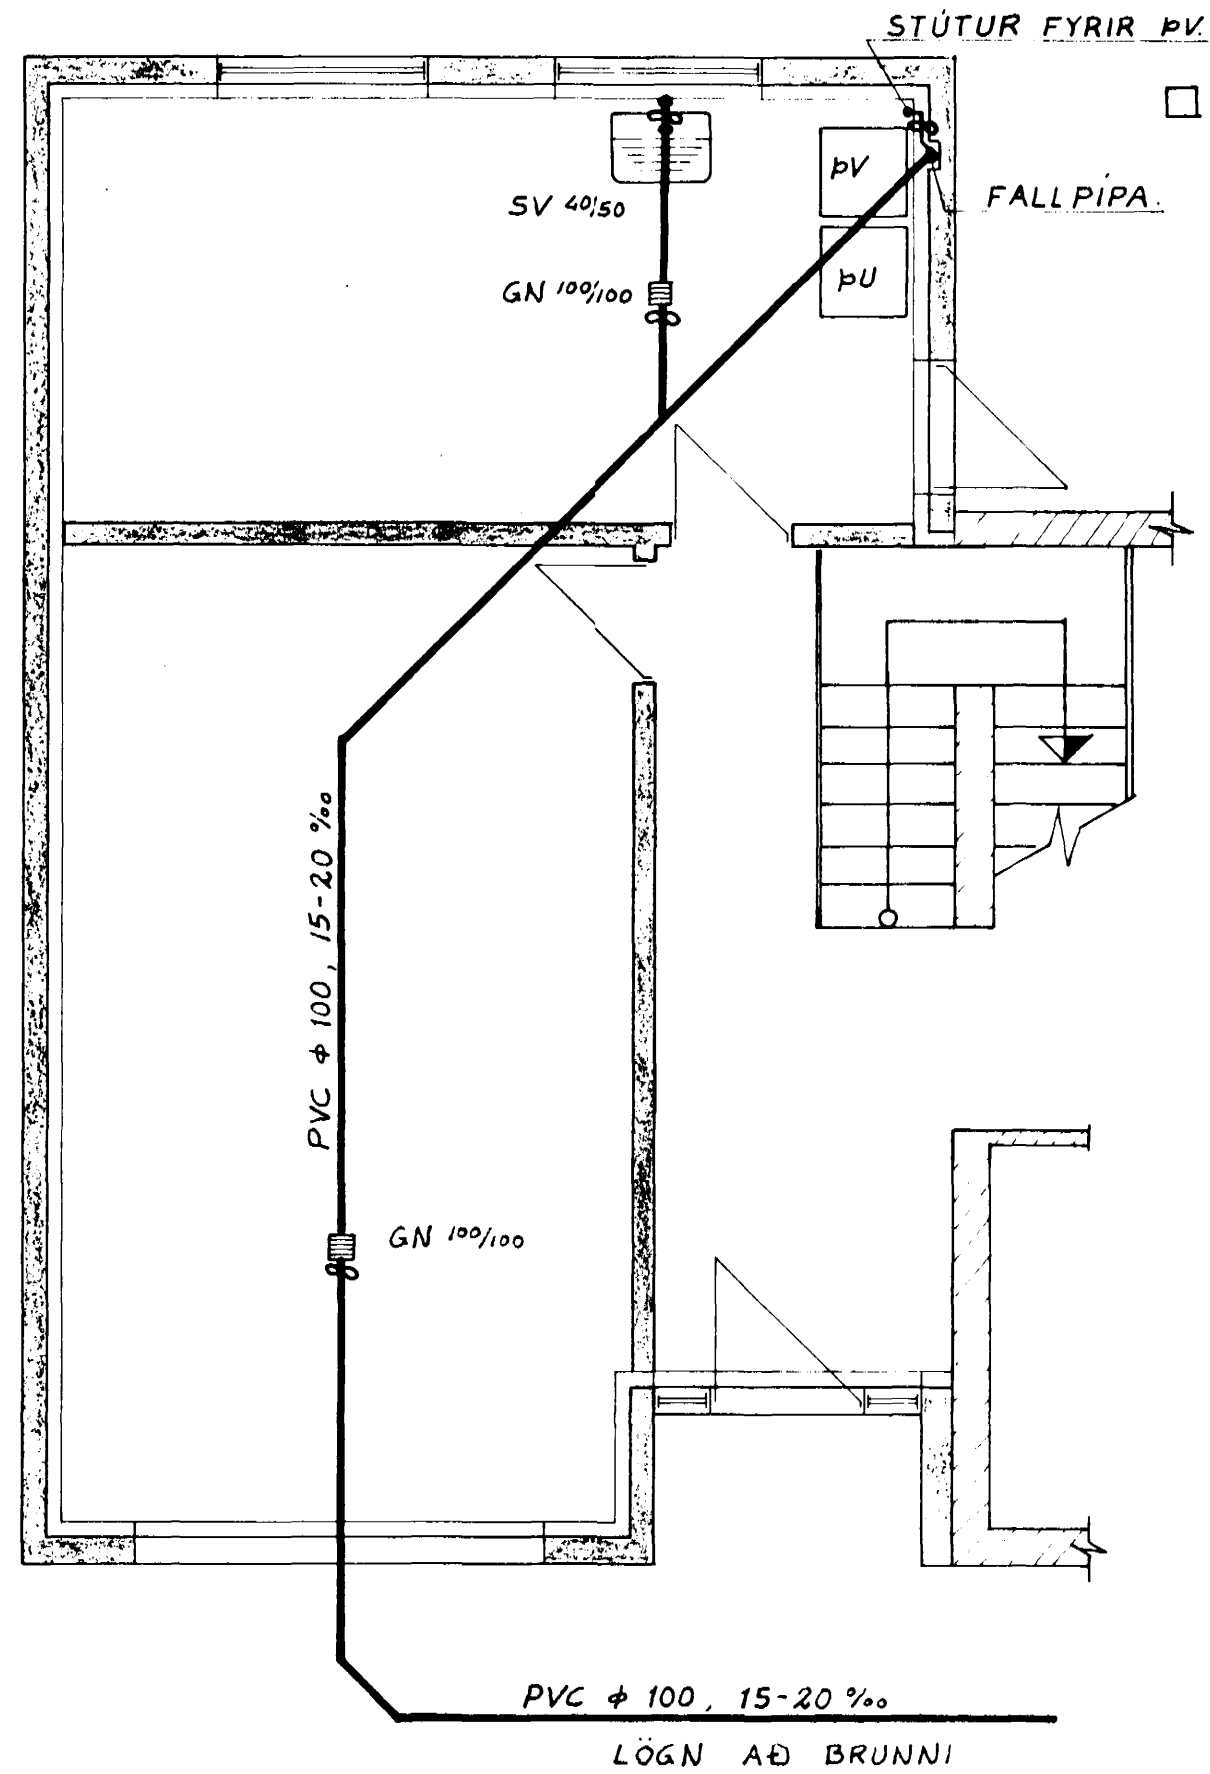 STÚTUR FYRIR ÞV.
ÞV
FALLPÍPA.
SV 40/50
ÞU
GN 100/100
PVC ϕ 100, 15-20 ‰
GN 100/100
PVC ϕ 100, 15-20 ‰
LÖGN AÐ BRUNNI